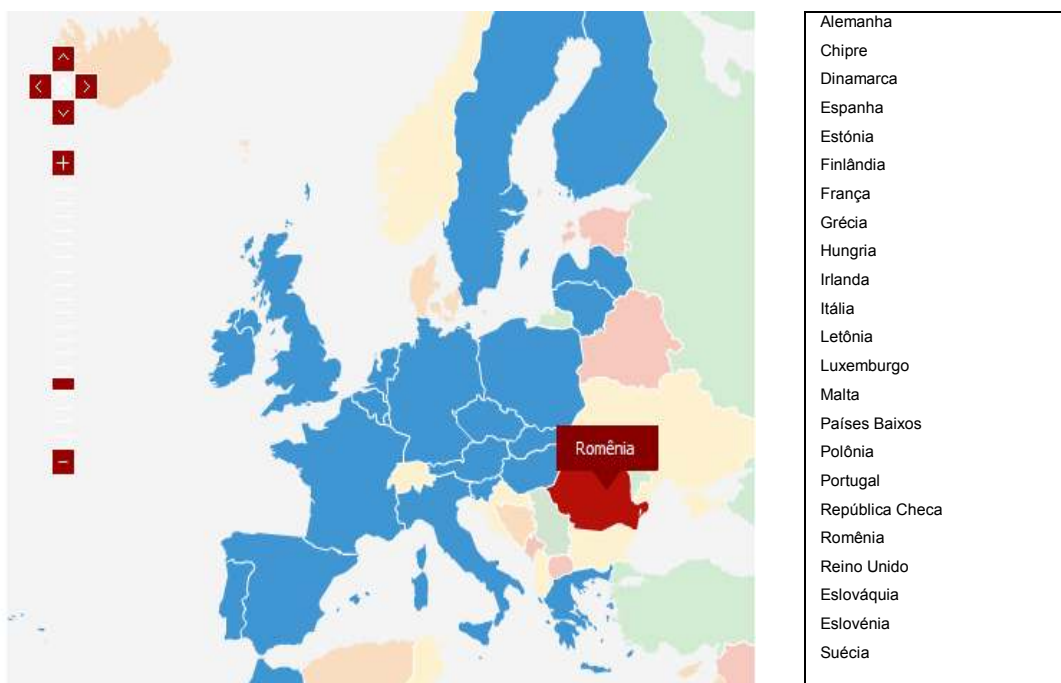 Romênia
Alemanha
Chipre
Dinamarca
Espanha
Estónia
Finlândia
França
Grécia
Hungria
Irlanda
Itália
Letônia
Luxemburgo
Malta
Países Baixos
Polônia
Portugal
República Checa
Romênia
Reino Unido
Eslováquia
Eslovénia
Suécia